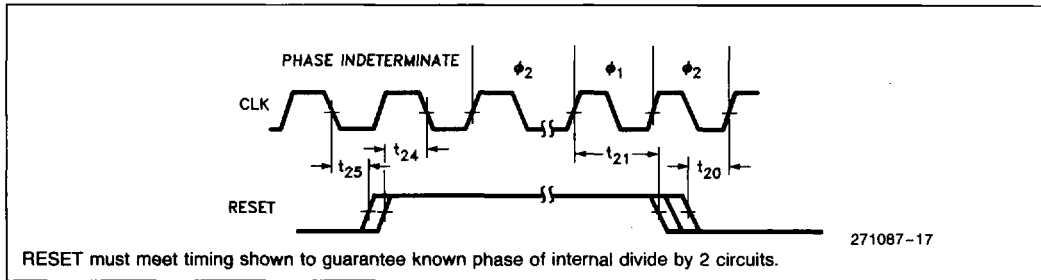 PHASE INDETERMINATE
ϕ2 ϕ1 ϕ2
CLK
t25 t24 t21 t20
RESET
271087-17
RESET must meet timing shown to guarantee known phase of internal divide by 2 circuits.